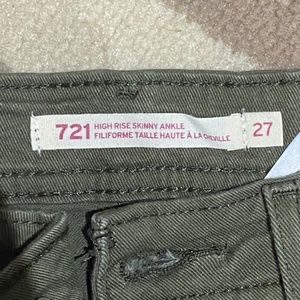 721
HIGH RISE SKINNY ANKLE
FILIFORME TAILLE HAUTE À LA CHEVILLE
27